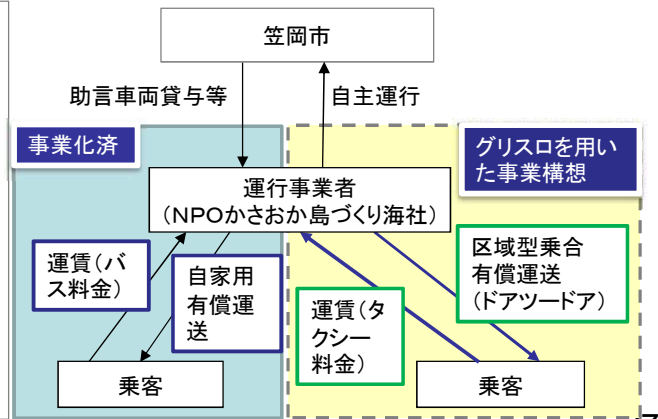 笠岡市
助言車両貸与等
自主運行
事業化済
グリスロを用い
た事業構想
運行事業者
（NPOかさおか島づくり海社）
運賃（バ
ス料金）
自家用
有償運
送
運賃（タ
クシー
料金）
区域型乗合
有償運送
（ドアツードア）
乗客
乗客